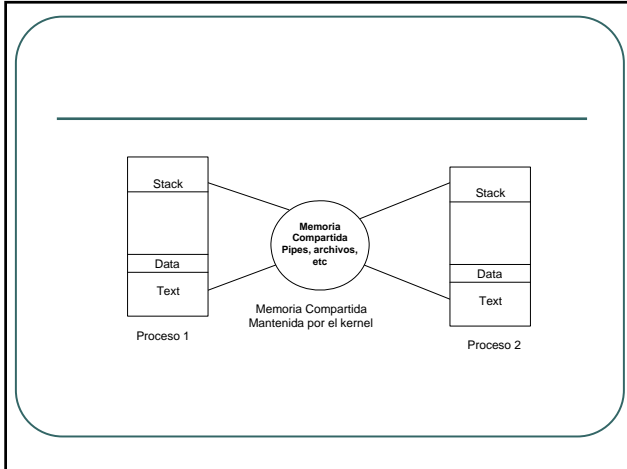 Stack
Data
Text
Proceso 1
Memoria
Compartida
Pipes, archivos,
etc
Memoria Compartida
Mantenida por el kernel
Stack
Data
Text
Proceso 2